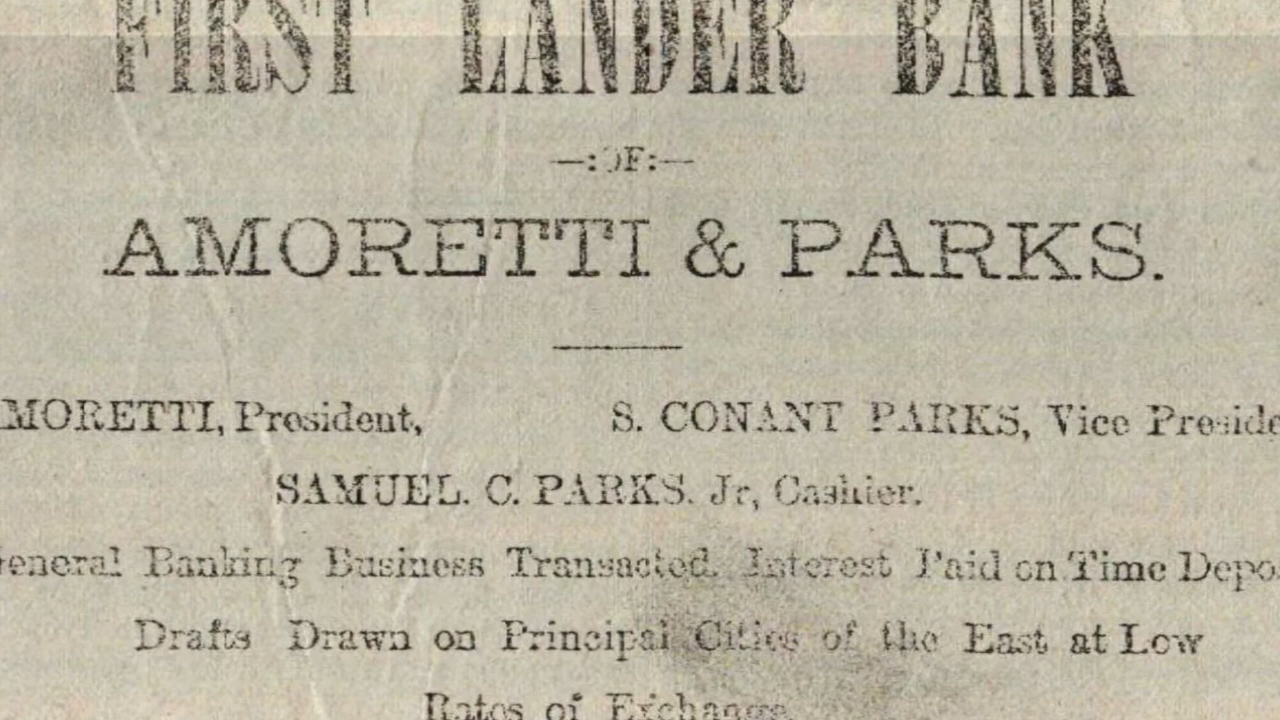 FIRST LANDER BANK
—:OF:—
AMORETTI & PARKS.
MORETTI, President, S. CONANT PARKS, Vice Preside
SAMUEL. C. PARKS. Jr, Cashier.
eneral Banking Business Transacted. Interest Paid on Time Depo
Drafts Drawn on Principal Cities of the East at Low
Rates of Exchange.